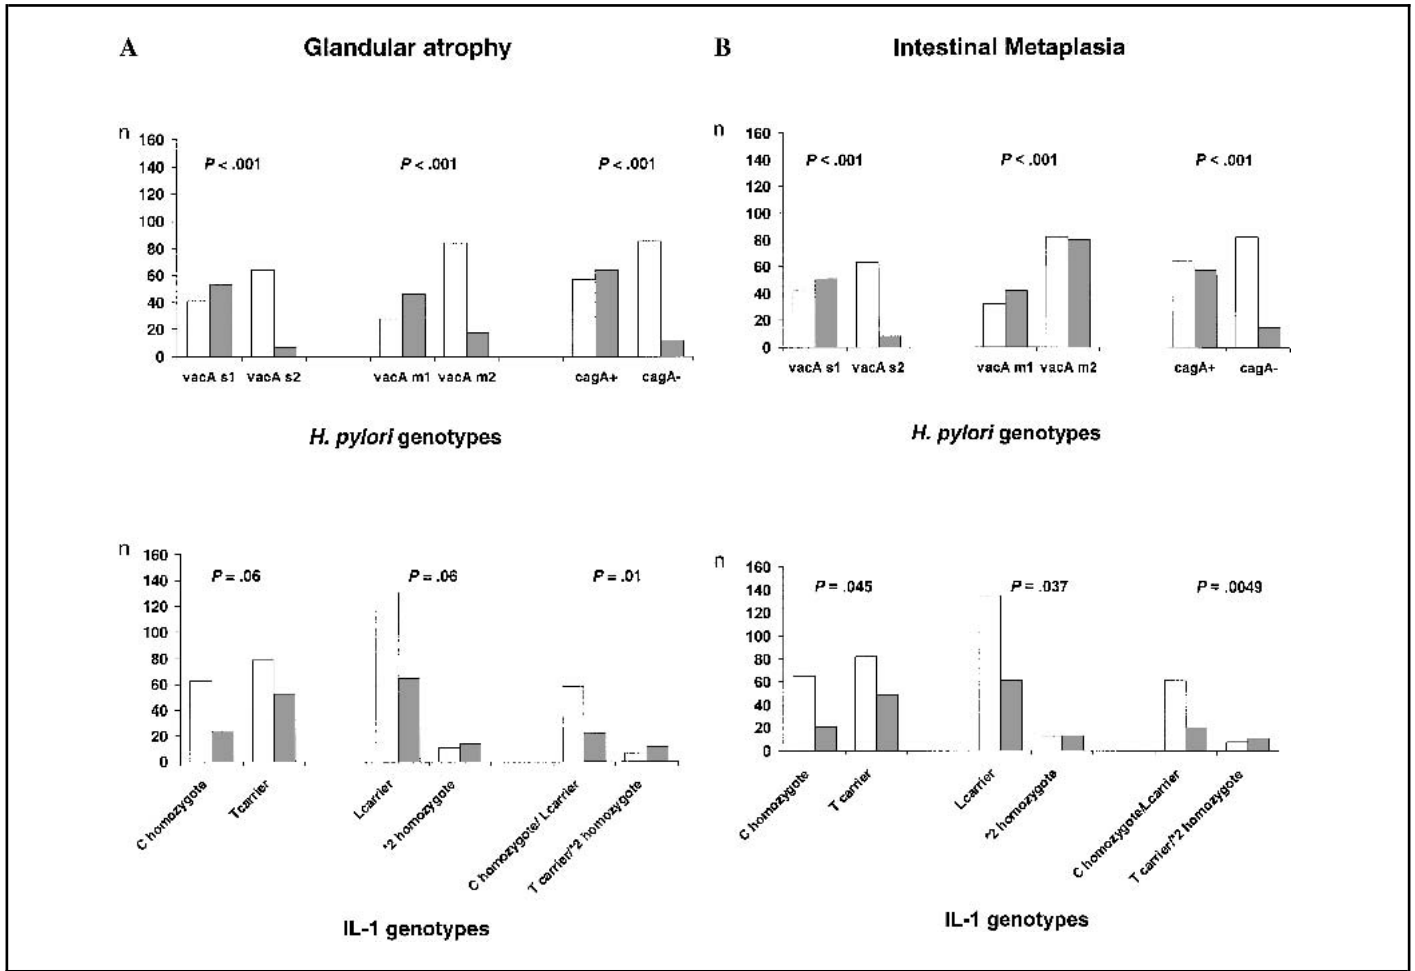 A Glandular atrophy
n
160
140
120
100
80
60
40
20
0
P < .001 P < .001 P < .001
vacA s1 vacA s2 vacA m1 vacA m2 cagA+ cagA-
H. pylori genotypes
n
160
140
120
100
80
60
40
20
0
P = .06 P = .06 P = .01
C homozygote
Tcarrier
Lcarrier
*2 homozygote
C homozygote/ Lcarrier
T carrier/*2 homozygote
IL-1 genotypes
B Intestinal Metaplasia
n
160
140
120
100
80
60
40
20
0
P < .001 P < .001 P < .001
vacA s1 vacA s2 vacA m1 vacA m2 cagA+ cagA-
H. pylori genotypes
n
160
140
120
100
80
60
40
20
0
P = .045 P = .037 P = .0049
C homozygote
T carrier
Lcarrier
*2 homozygote
C homozygote/Lcarrier
T carrier/*2 homozygote
IL-1 genotypes